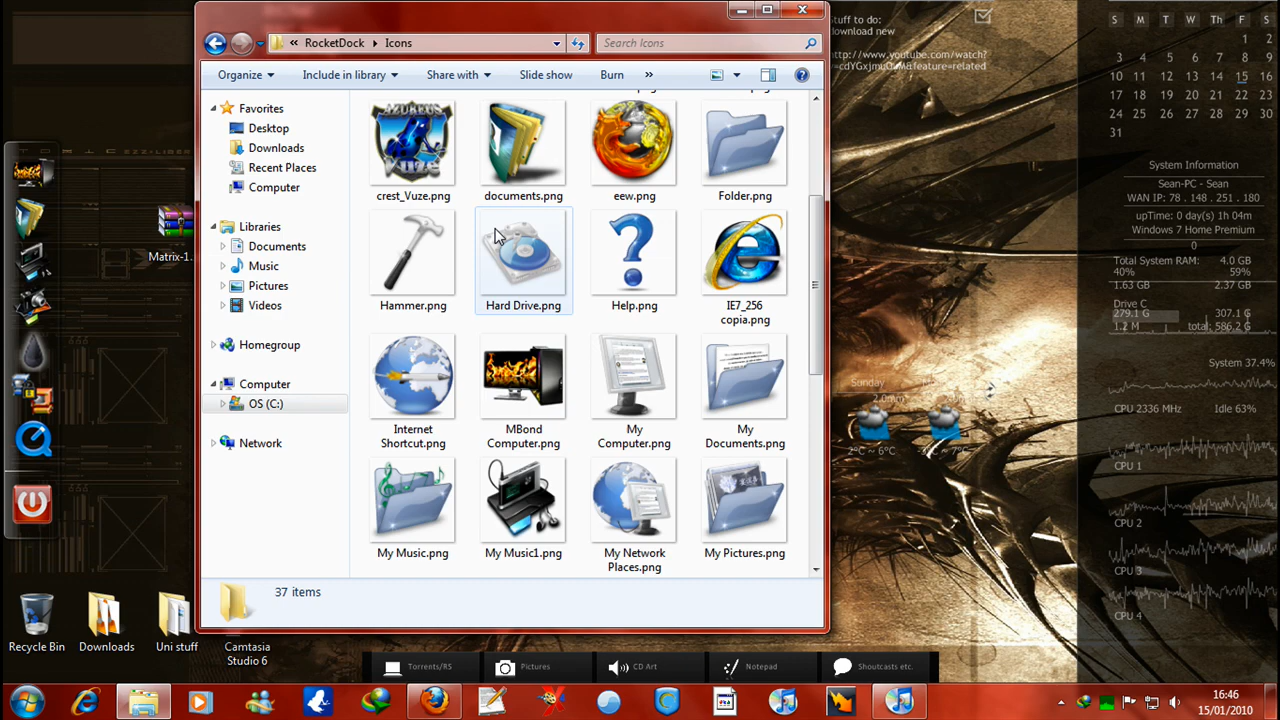 RocketDock
Icons
Search Icons
Organize
Include in library
Share with
Slide show
Burn
»
Favorites
Desktop
Downloads
Recent Places
Computer
Libraries
Documents
Music
Pictures
Videos
Homegroup
Computer
OS (C:)
Network
AZUREUS
VUZE
crest_Vuze.png
documents.png
eew.png
Folder.png
Hammer.png
Hard Drive.png
Help.png
IE7_256
copia.png
Internet
Shortcut.png
MBond
Computer.png
My
Computer.png
My
Documents.png
My Music.png
My Music1.png
My Network
Places.png
My Pictures.png
37 items
Matrix-1.
Recycle Bin
Downloads
Uni stuff
Camtasia
Studio 6
stuff to do:
download new
http://www.youtube.com/watch?
&feature=related
S M T W Th F S
1 2
3 4 5 6 7 8 9
10 11 12 13 14 15 16
17 18 19 20 21 22 23
24 25 26 27 28 29 30
31
System Information
Sean-PC - Sean
WAN IP: 78 . 148 . 251 . 180
upTime: 0 day(s) 1h 04m
Windows 7 Home Premium
0
Total System RAM: 4.0 GB
40% 59%
1.63 GB 2.37 GB
Drive C
279.1 G 307.1 G
1.2 M total: 586.2 G
System 37.4%
CPU 2336 MHz Idle 63%
CPU 1
CPU 2
CPU 3
CPU 4
Sunday
2.0mm
2°C ~ 6°C
7°C
Torrents/RS
Pictures
CD Art
Notepad
Shoutcasts etc.
16:46
15/01/2010